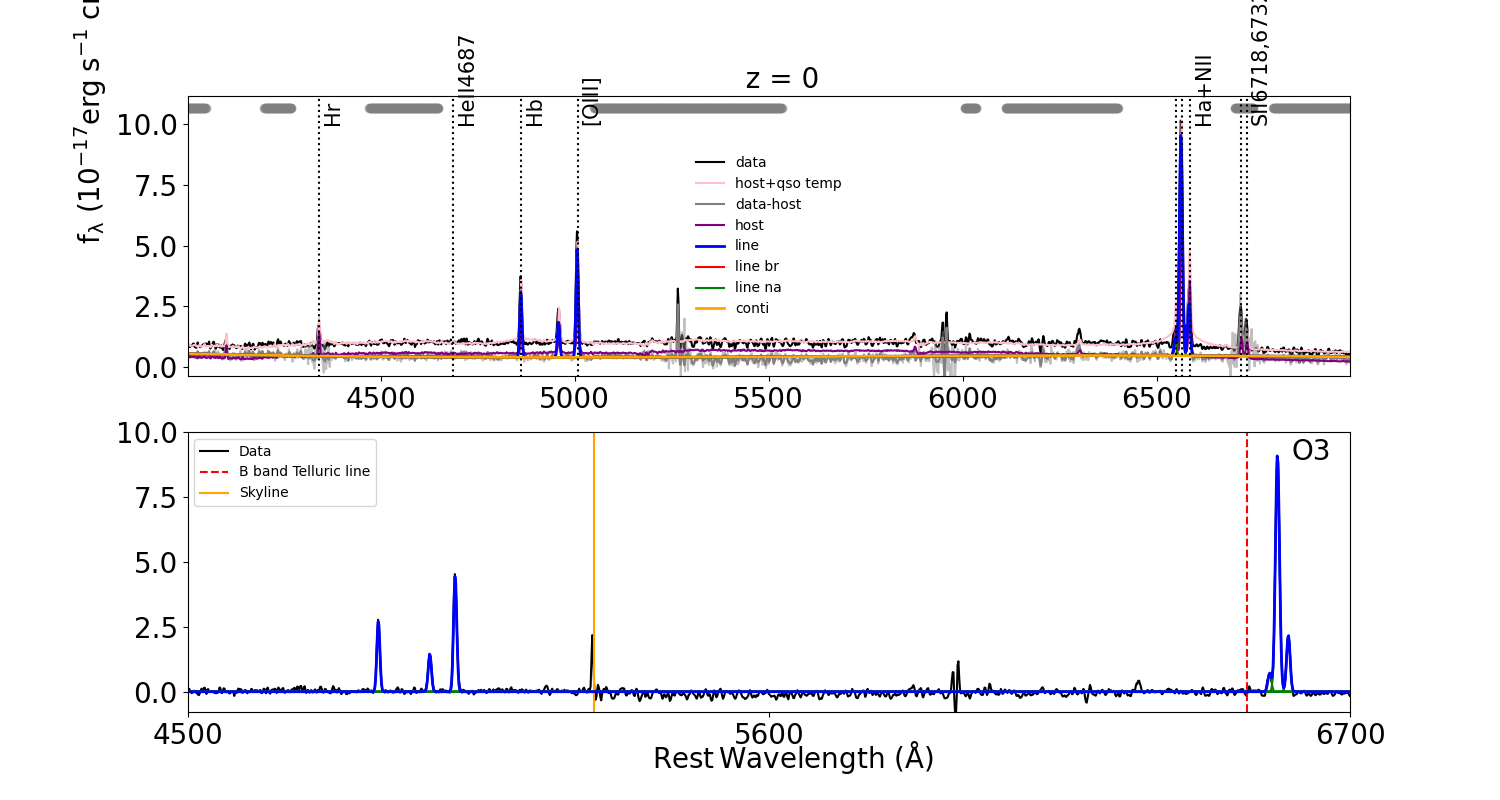 z = 0
f_λ (10^−17 erg s^−1
Hr
HeII4687
Hb
[OIII]
Ha+NII
10.0
7.5
5.0
2.5
0.0
data
host+qso temp
data-host
host
line
line br
line na
conti
4500
5000
5500
6000
6500
10.0
7.5
5.0
2.5
0.0
Data
B band Telluric line
Skyline
O3
4500
5600
6700
Rest Wavelength (Å)